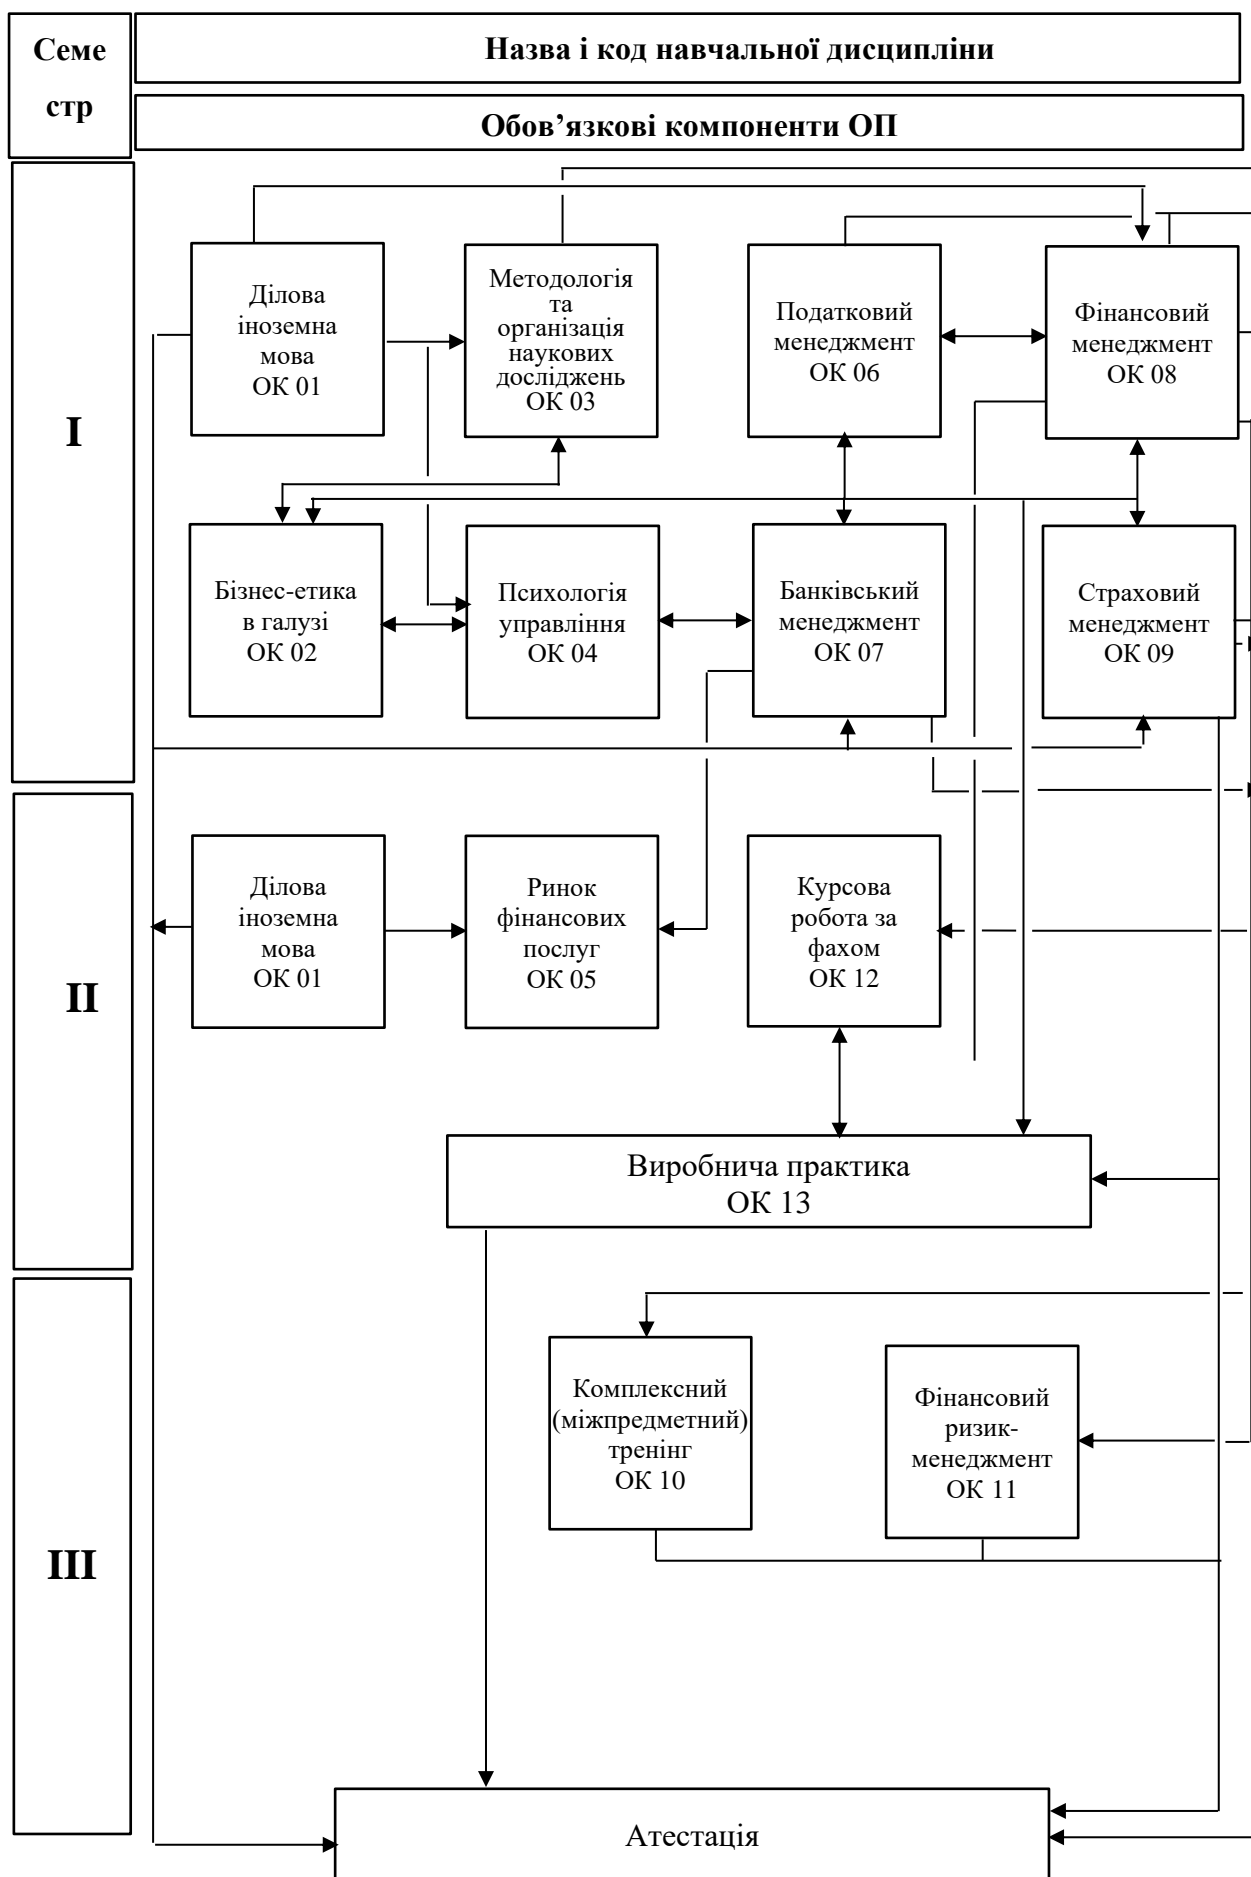 Семе
стр
Назва і код навчальної дисципліни
Обов’язкові компоненти ОП
I
Ділова
іноземна
мова
ОК 01
Методологія
та
організація
наукових
досліджень
ОК 03
Податковий
менеджмент
ОК 06
Фінансовий
менеджмент
ОК 08
Бізнес-етика
в галузі
ОК 02
Психологія
управління
ОК 04
Банківський
менеджмент
ОК 07
Страховий
менеджмент
ОК 09
II
Ділова
іноземна
мова
ОК 01
Ринок
фінансових
послуг
ОК 05
Курсова
робота за
фахом
ОК 12
Виробнича практика
ОК 13
III
Комплексний
(міжпредметний)
тренінг
ОК 10
Фінансовий
ризик-
менеджмент
ОК 11
Атестація